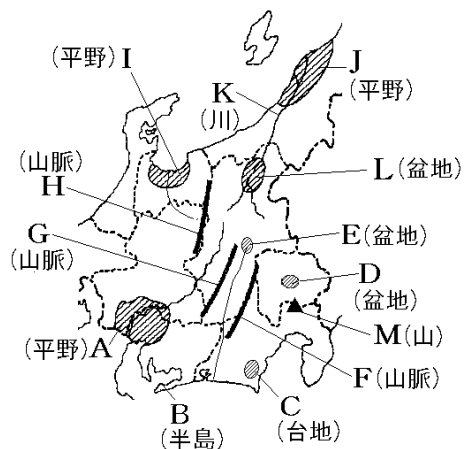 (平野) I
J
(平野)
K
(川)
(山脈)
H
L (盆地)
G
(山脈)
E (盆地)
D
(盆地)
A
(平野)
M (山)
F (山脈)
B
(半島)
C
(台地)